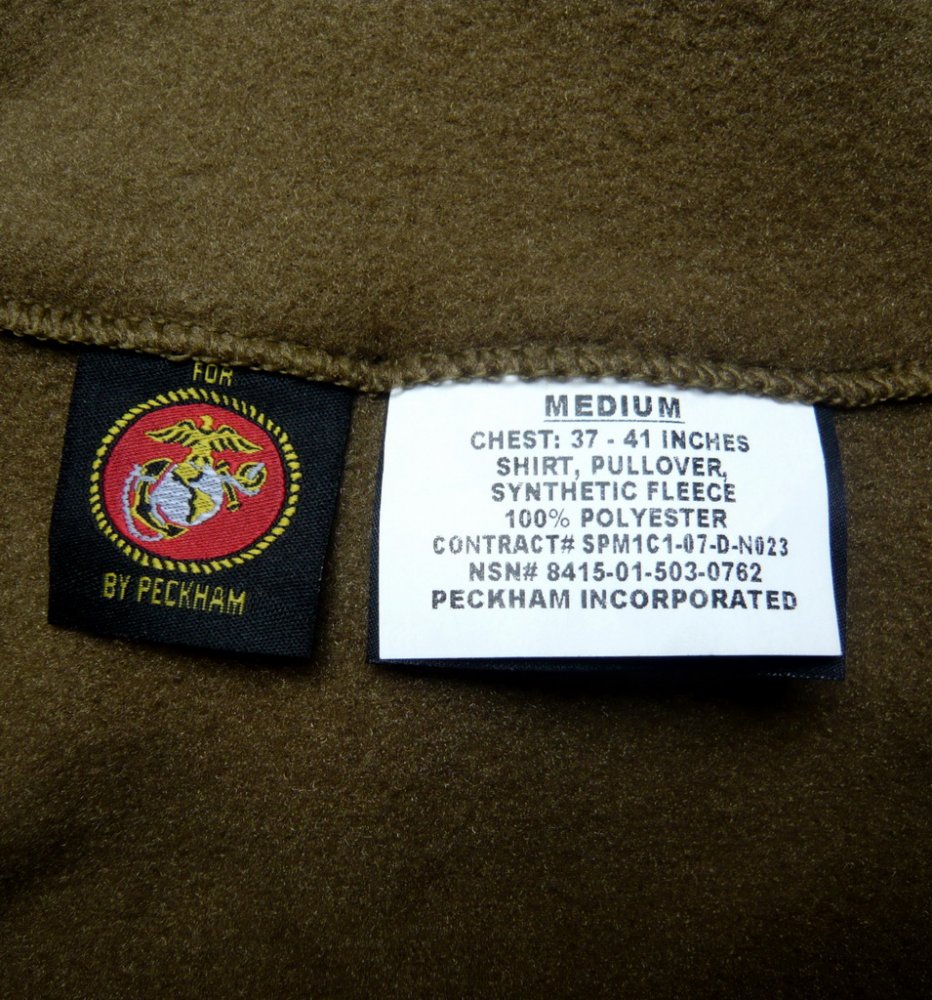 FOR
BY PECKHAM
MEDIUM
CHEST: 37 - 41 INCHES
SHIRT, PULLOVER,
SYNTHETIC FLEECE
100% POLYESTER
CONTRACT# SPM1C1-07-D-N023
NSN# 8415-01-503-0762
PECKHAM INCORPORATED